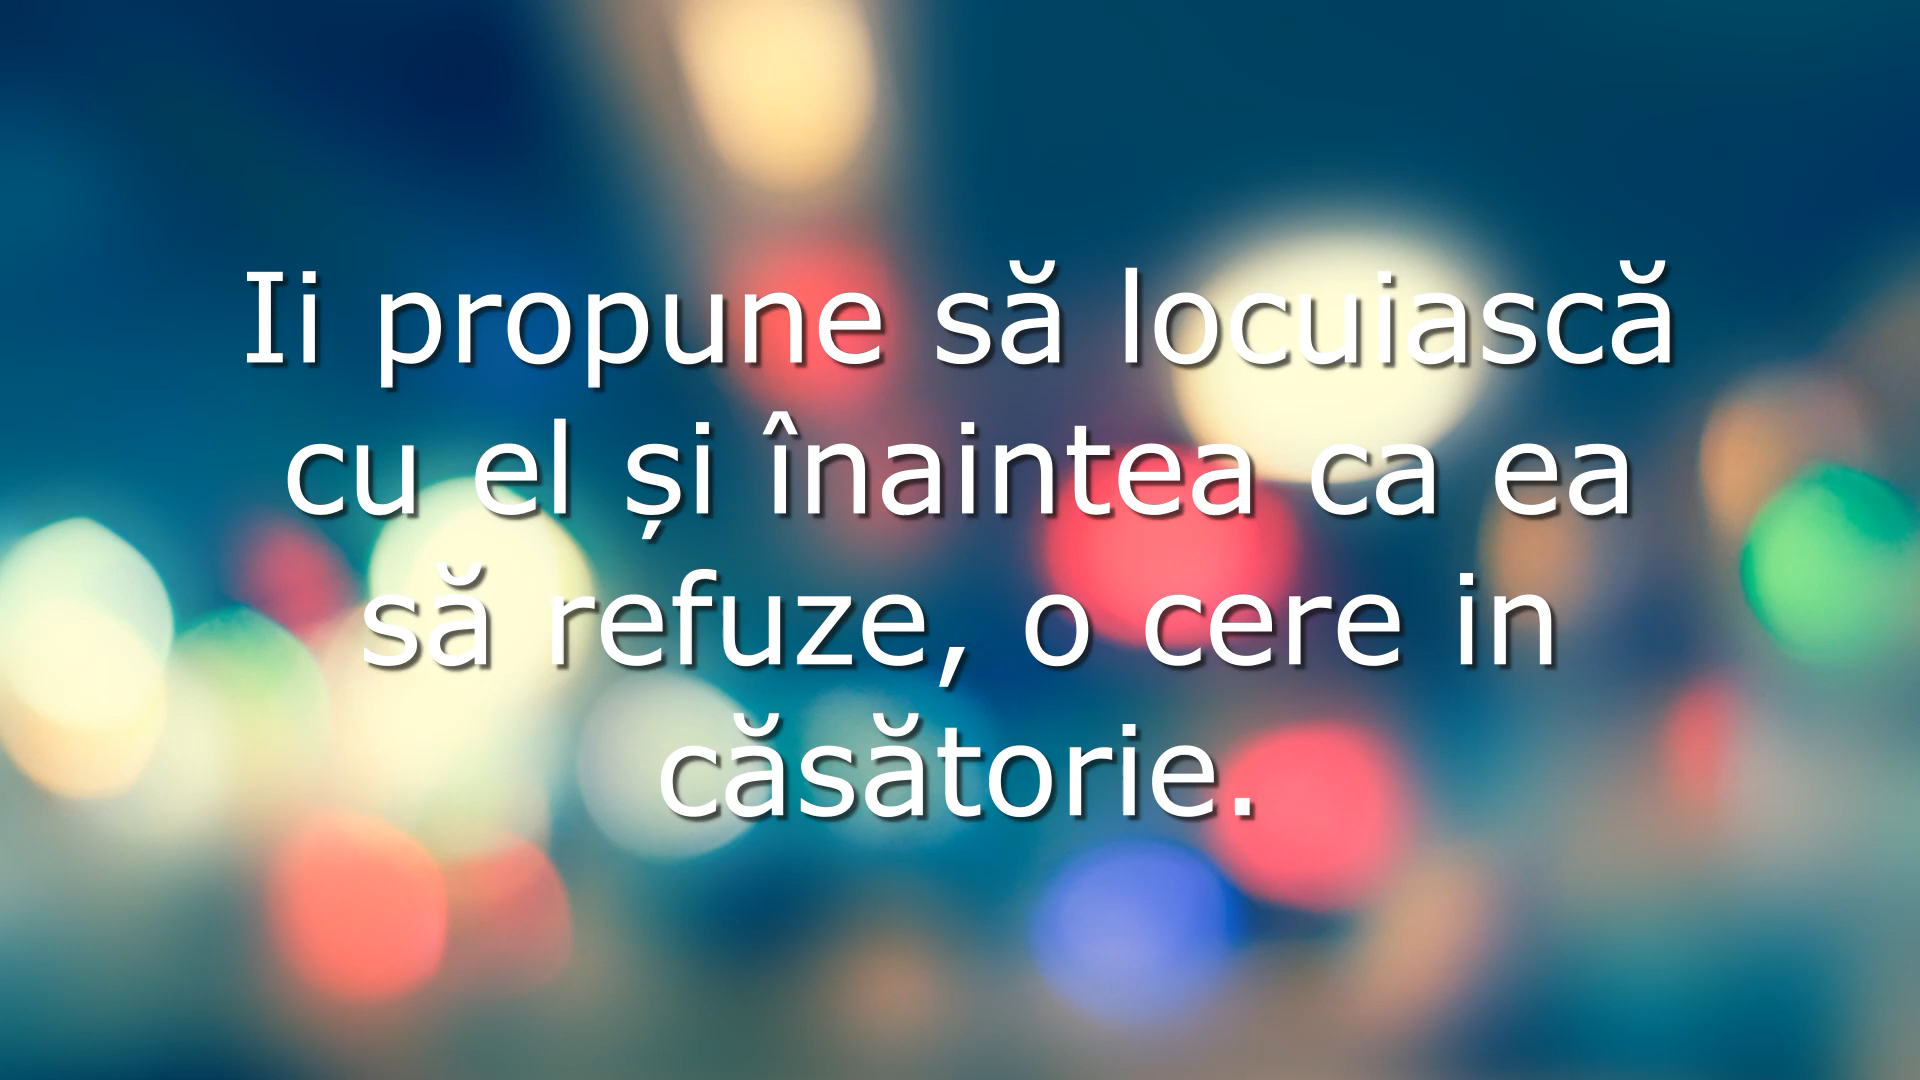 Ii propune să locuiască
cu el și înaintea ca ea
să refuze, o cere in
căsătorie.